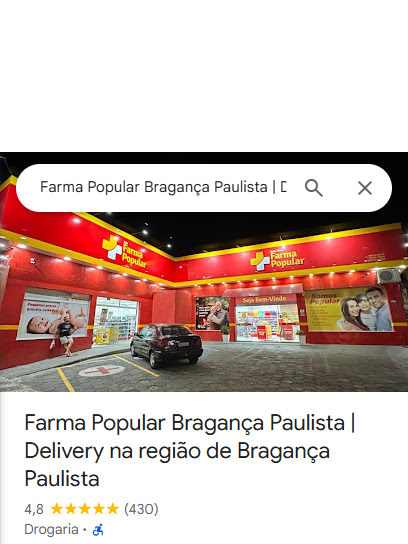 Farma Popular Bragança Paulista | D
Farma
Popular
Farma
Popular
Seja Bem-Vindo
Somos
Popular
Farma Popular Bragança Paulista |
Delivery na região de Bragança
Paulista
4,8 (430)
Drogaria •